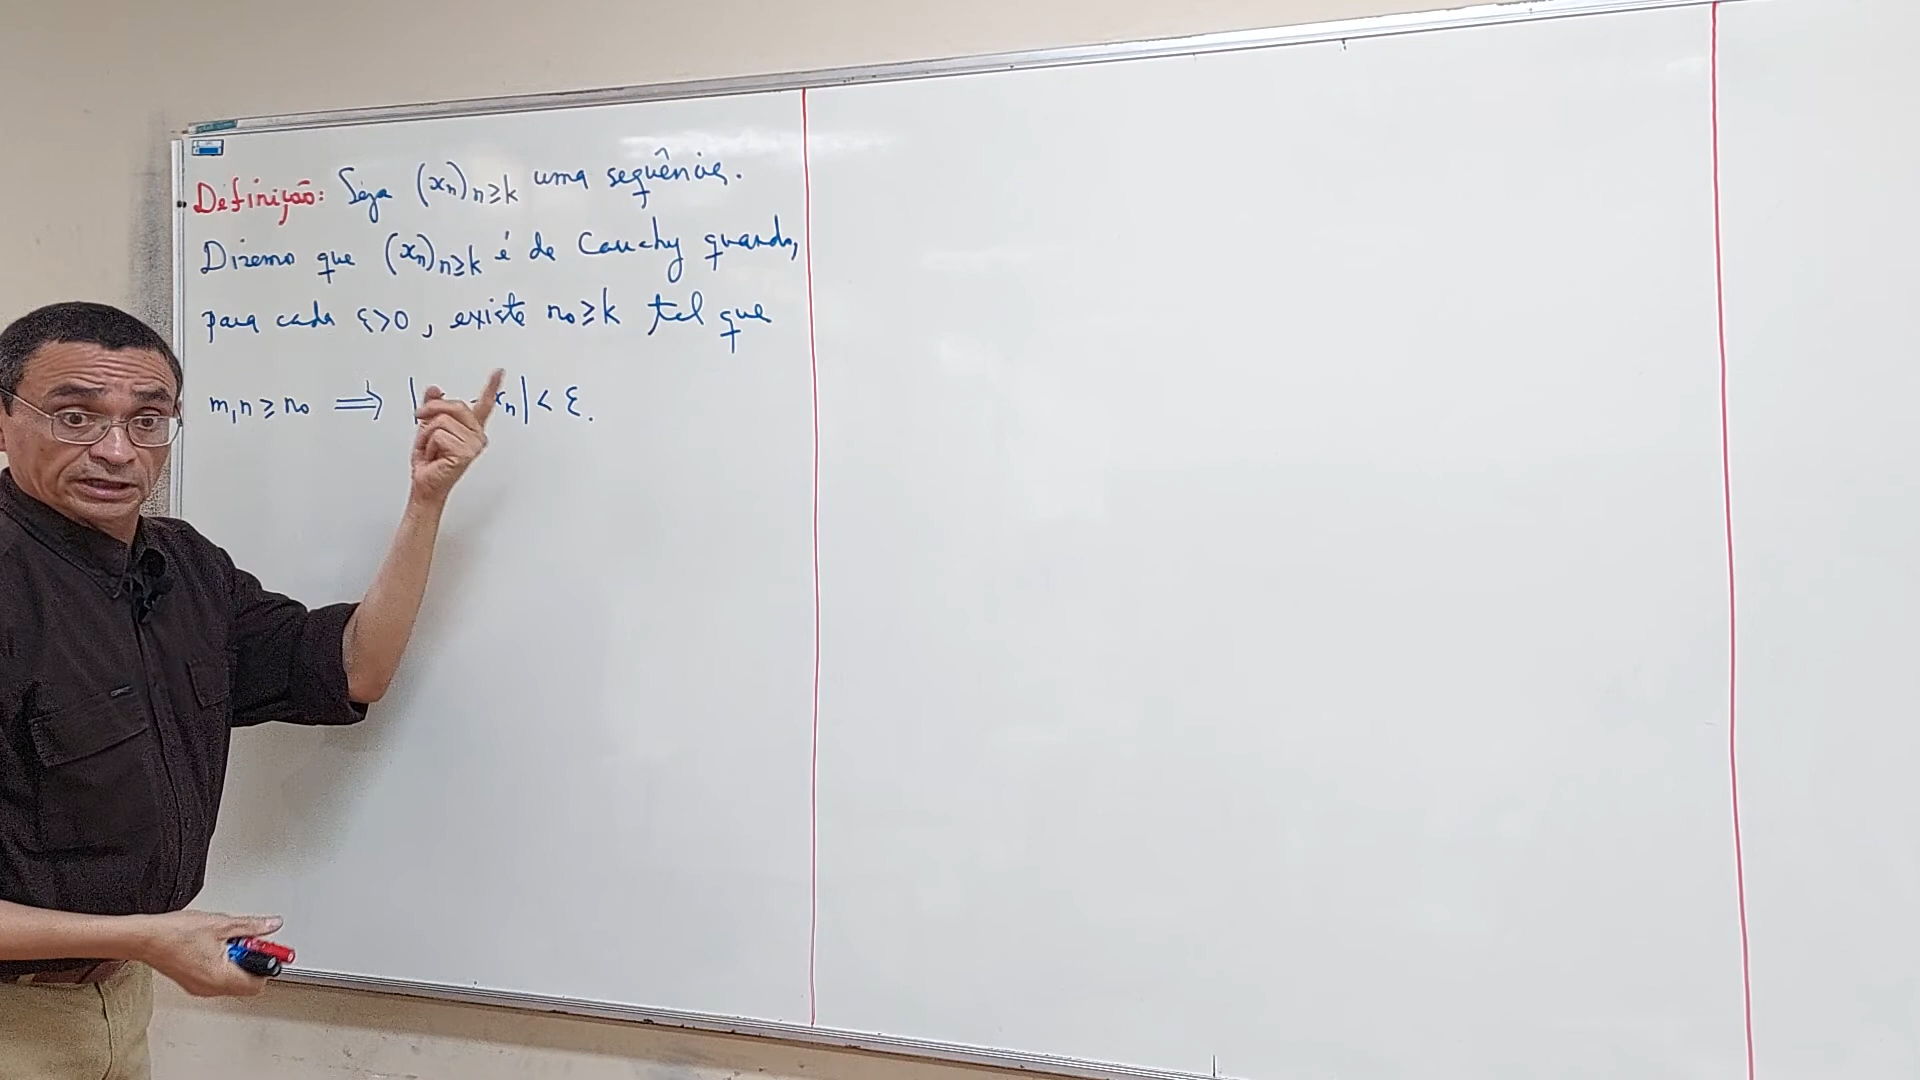 Definição: Seja (xₙ)ₙ≥k uma sequência.
Dizemo que (xₙ)ₙ≥k é de Cauchy quando,
para cada ε>0, existe n₀≥k tal que
m,n ≥ n₀ ⟹ | - xₙ| < ε.